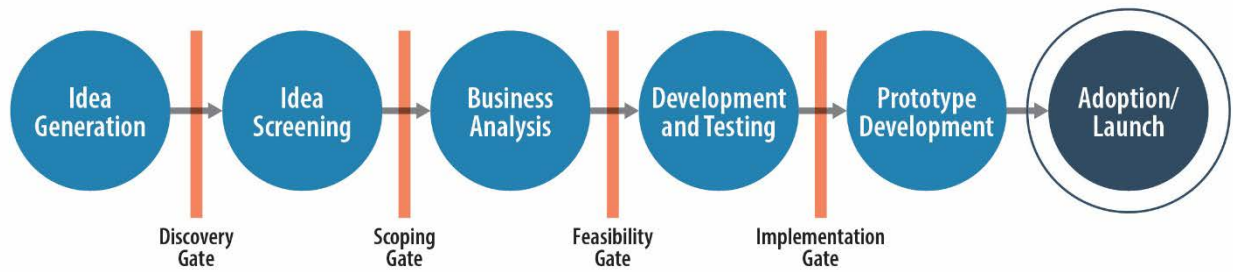 Idea
Generation
Idea
Screening
Business
Analysis
Development
and Testing
Prototype
Development
Adoption/
Launch
Discovery
Gate
Scoping
Gate
Feasibility
Gate
Implementation
Gate